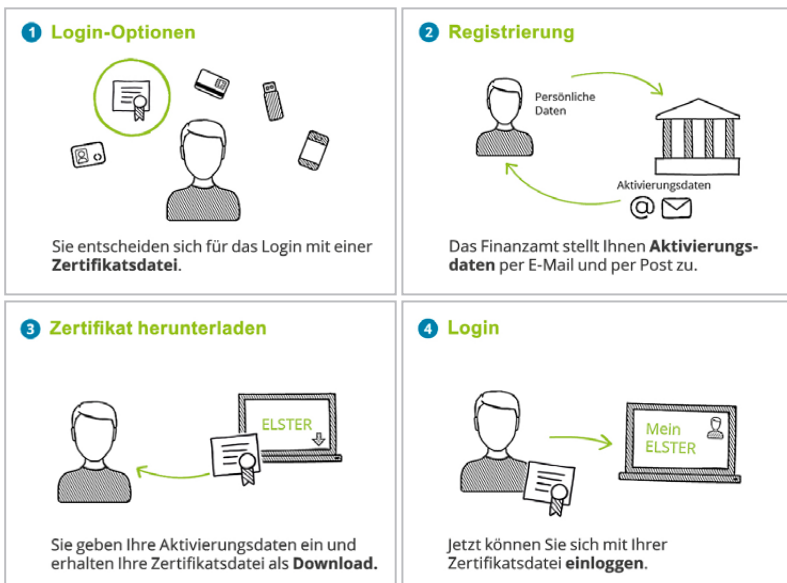 1 Login-Optionen
Sie entscheiden sich für das Login mit einer
Zertifikatsdatei.
2 Registrierung
Persönliche
Daten
Aktivierungsdaten
@
Das Finanzamt stellt Ihnen Aktivierungs-
daten per E-Mail und per Post zu.
3 Zertifikat herunterladen
ELSTER
Sie geben Ihre Aktivierungsdaten ein und
erhalten Ihre Zertifikatsdatei als Download.
4 Login
Mein
ELSTER
Jetzt können Sie sich mit Ihrer
Zertifikatsdatei einloggen.